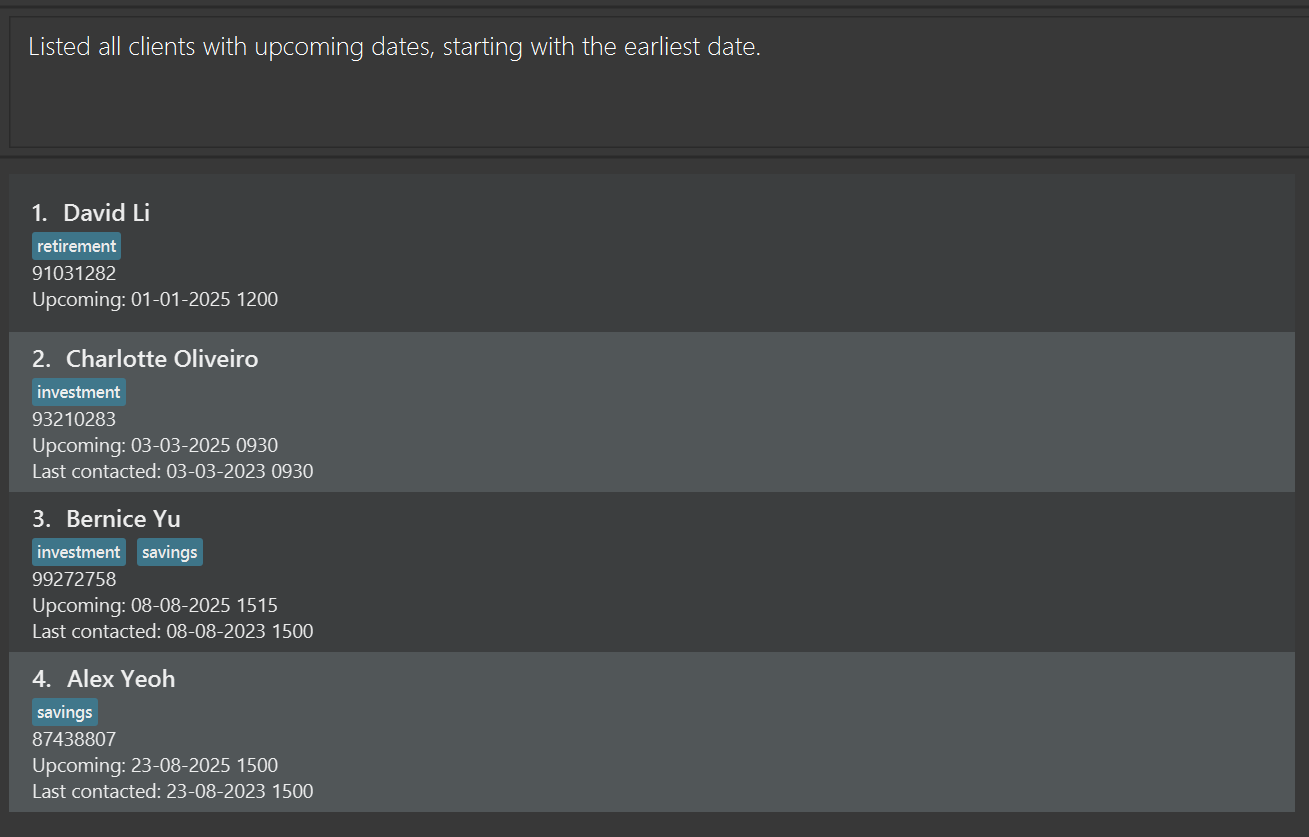 Listed all clients with upcoming dates, starting with the earliest date.
1. David Li
retirement
91031282
Upcoming: 01-01-2025 1200
2. Charlotte Oliveiro
investment
93210283
Upcoming: 03-03-2025 0930
Last contacted: 03-03-2023 0930
3. Bernice Yu
investment savings
99272758
Upcoming: 08-08-2025 1515
Last contacted: 08-08-2023 1500
4. Alex Yeoh
savings
87438807
Upcoming: 23-08-2025 1500
Last contacted: 23-08-2023 1500